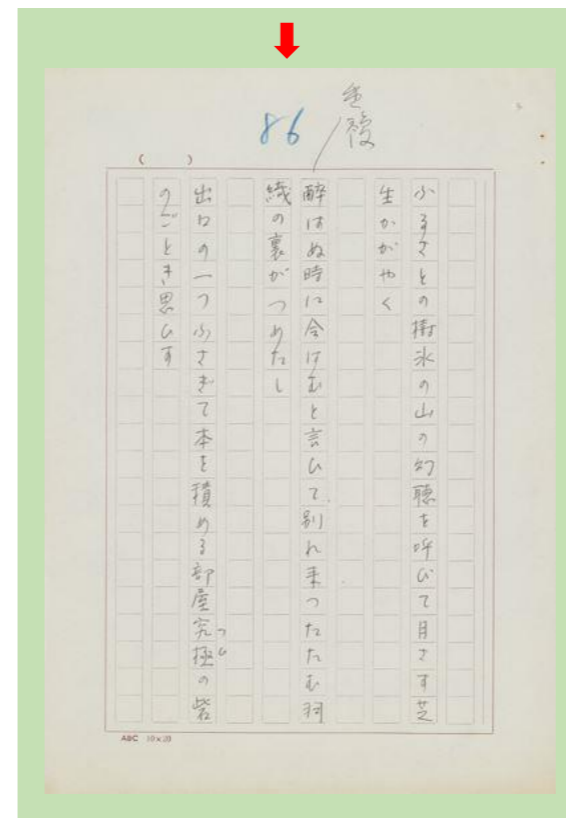 86
( )
ふるさとの樹氷の山の幻聴を呼びて月さす芝
生かがやく
醉はぬ時に会はむと言ひて別れ来つたたむ羽
織の裏がつめたし
出口の一つふさぎて本を積める部屋究極の砦
つひ
のごとき思ひす
ABC 10×20